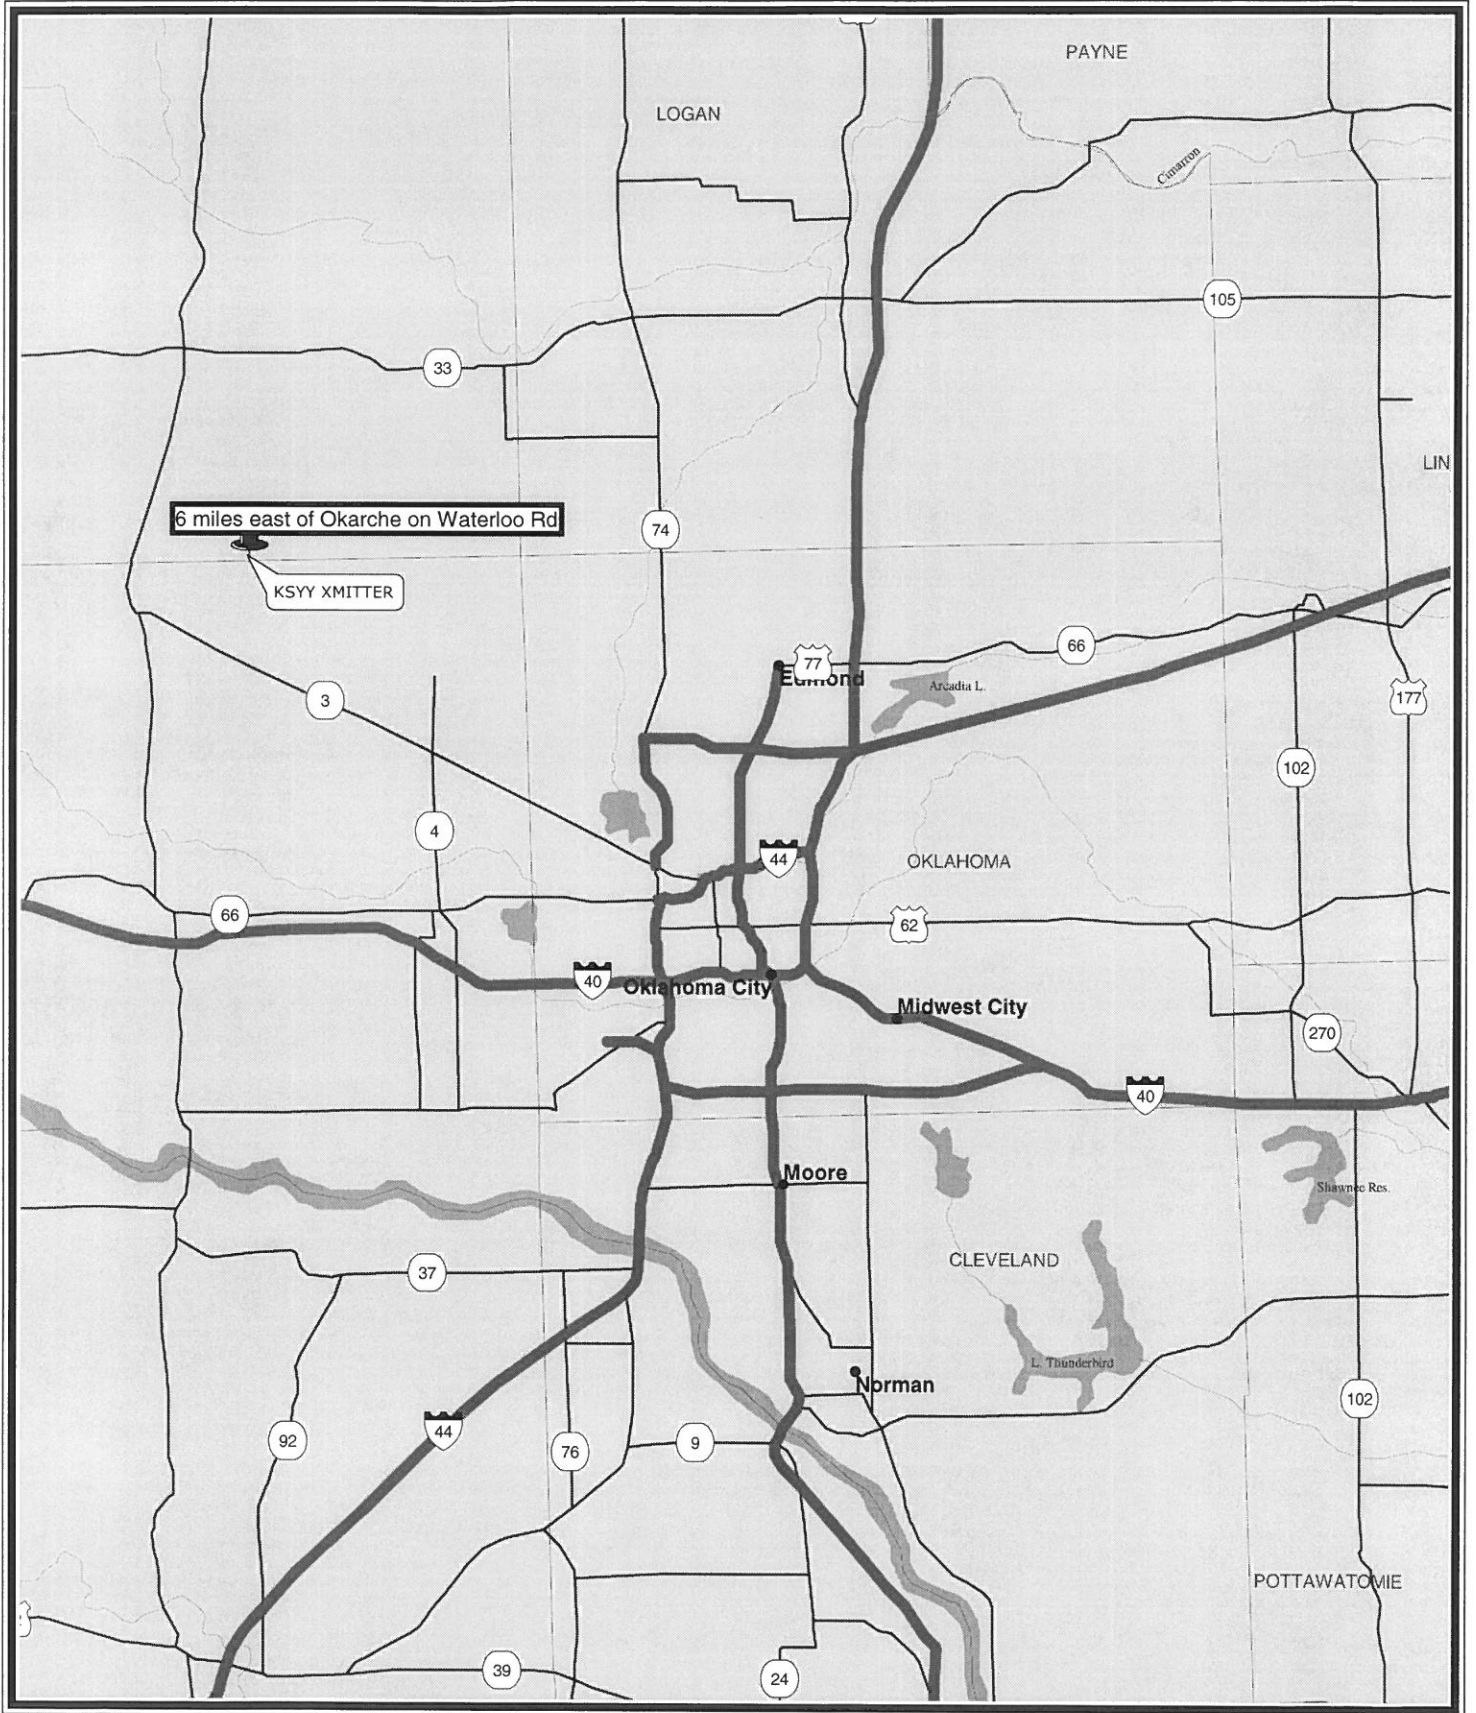 PAYNE
LOGAN
Cimarron
105
33
LIN
6 miles east of Okarche on Waterloo Rd
74
KSYY XMITTER
66
77
Edmond
Arcadia L.
3
177
102
4
44
OKLAHOMA
66
62
40
Oklahoma City
Midwest City
270
40
Moore
Shawnee Res.
CLEVELAND
37
L. Thunderbird
Norman
102
44
92
76
9
POTTAWATOMIE
39
24